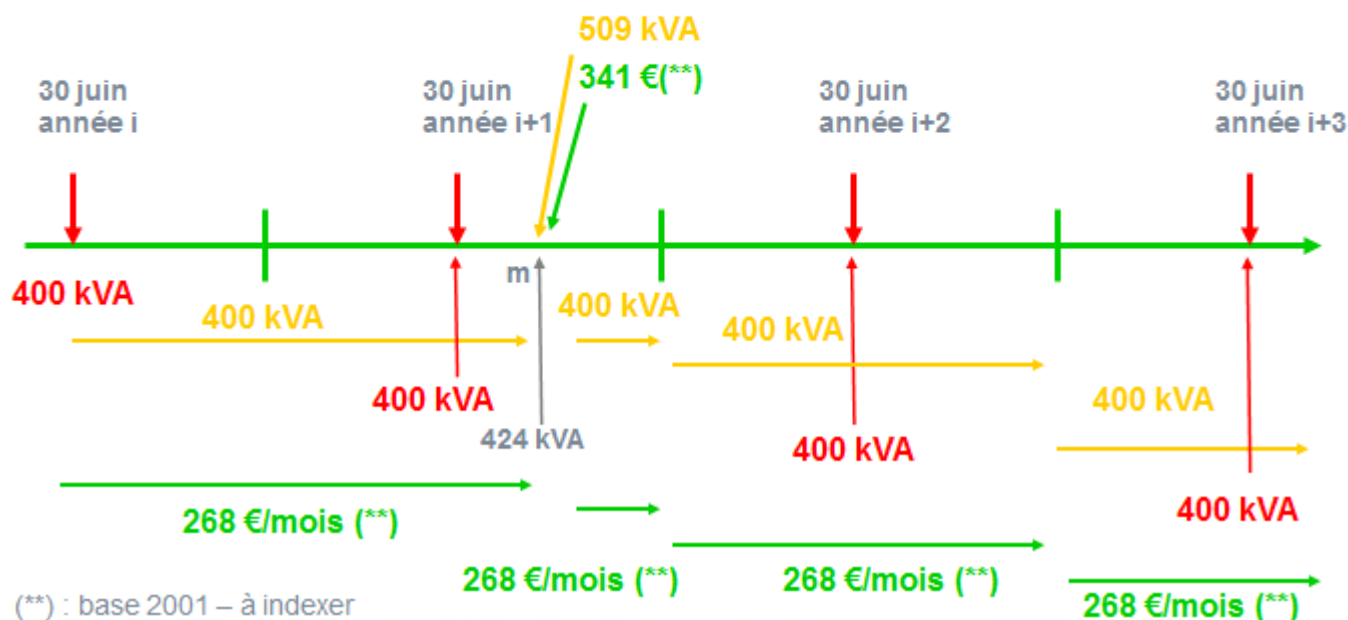 509 kVA
341 €(**)
30 juin
année i
30 juin
année i+1
30 juin
année i+2
30 juin
année i+3
m
400 kVA
400 kVA
400 kVA
400 kVA
400 kVA
400 kVA
424 kVA
400 kVA
400 kVA
268 €/mois (**)
268 €/mois (**)
268 €/mois (**)
268 €/mois (**)
(**) : base 2001 – à indexer